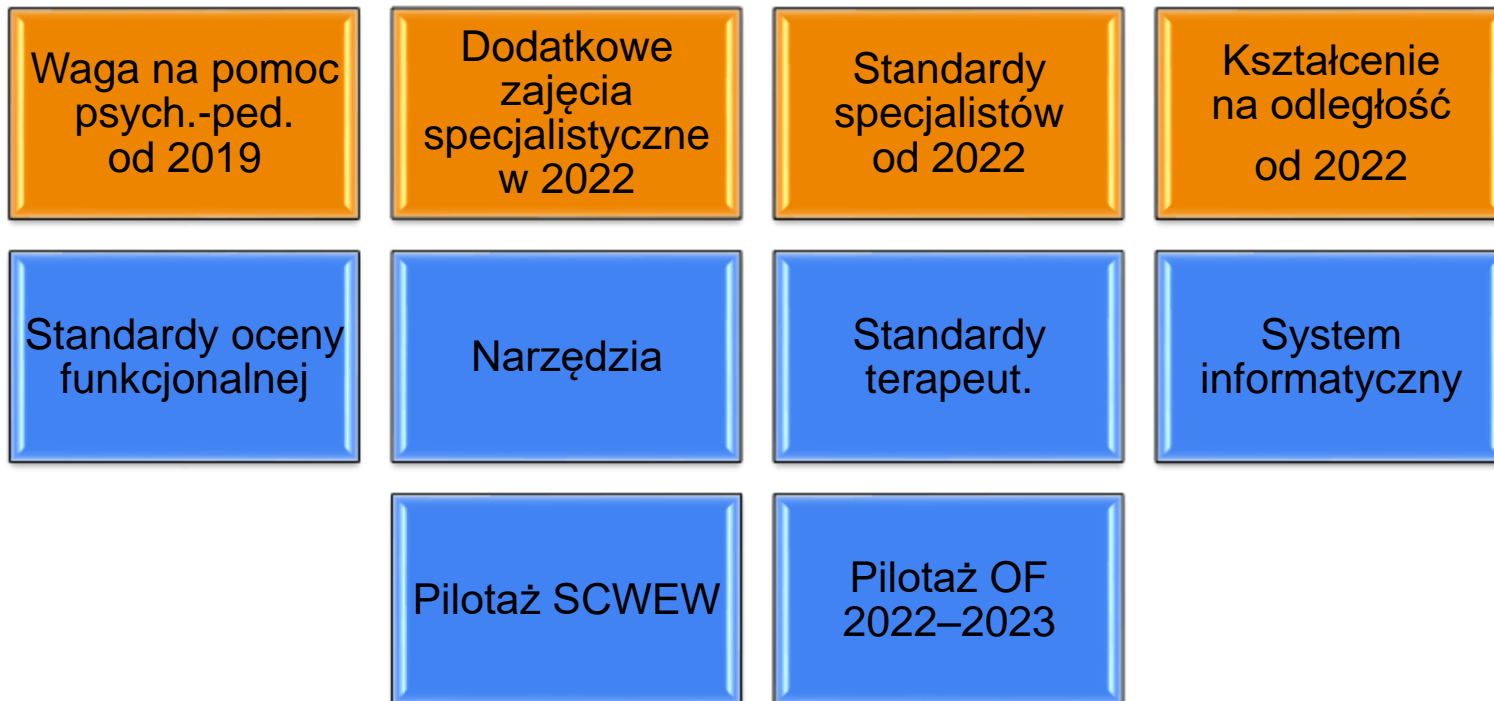 Waga na pomoc
psych.-ped.
od 2019
Dodatkowe
zajęcia
specjalistyczne
w 2022
Standardy
specjalistów
od 2022
Kształcenie
na odległość
od 2022
Standardy oceny
funkcjonalnej
Narzędzia
Standardy
terapeut.
System
informatyczny
Pilotaż SCWEW
Pilotaż OF
2022–2023